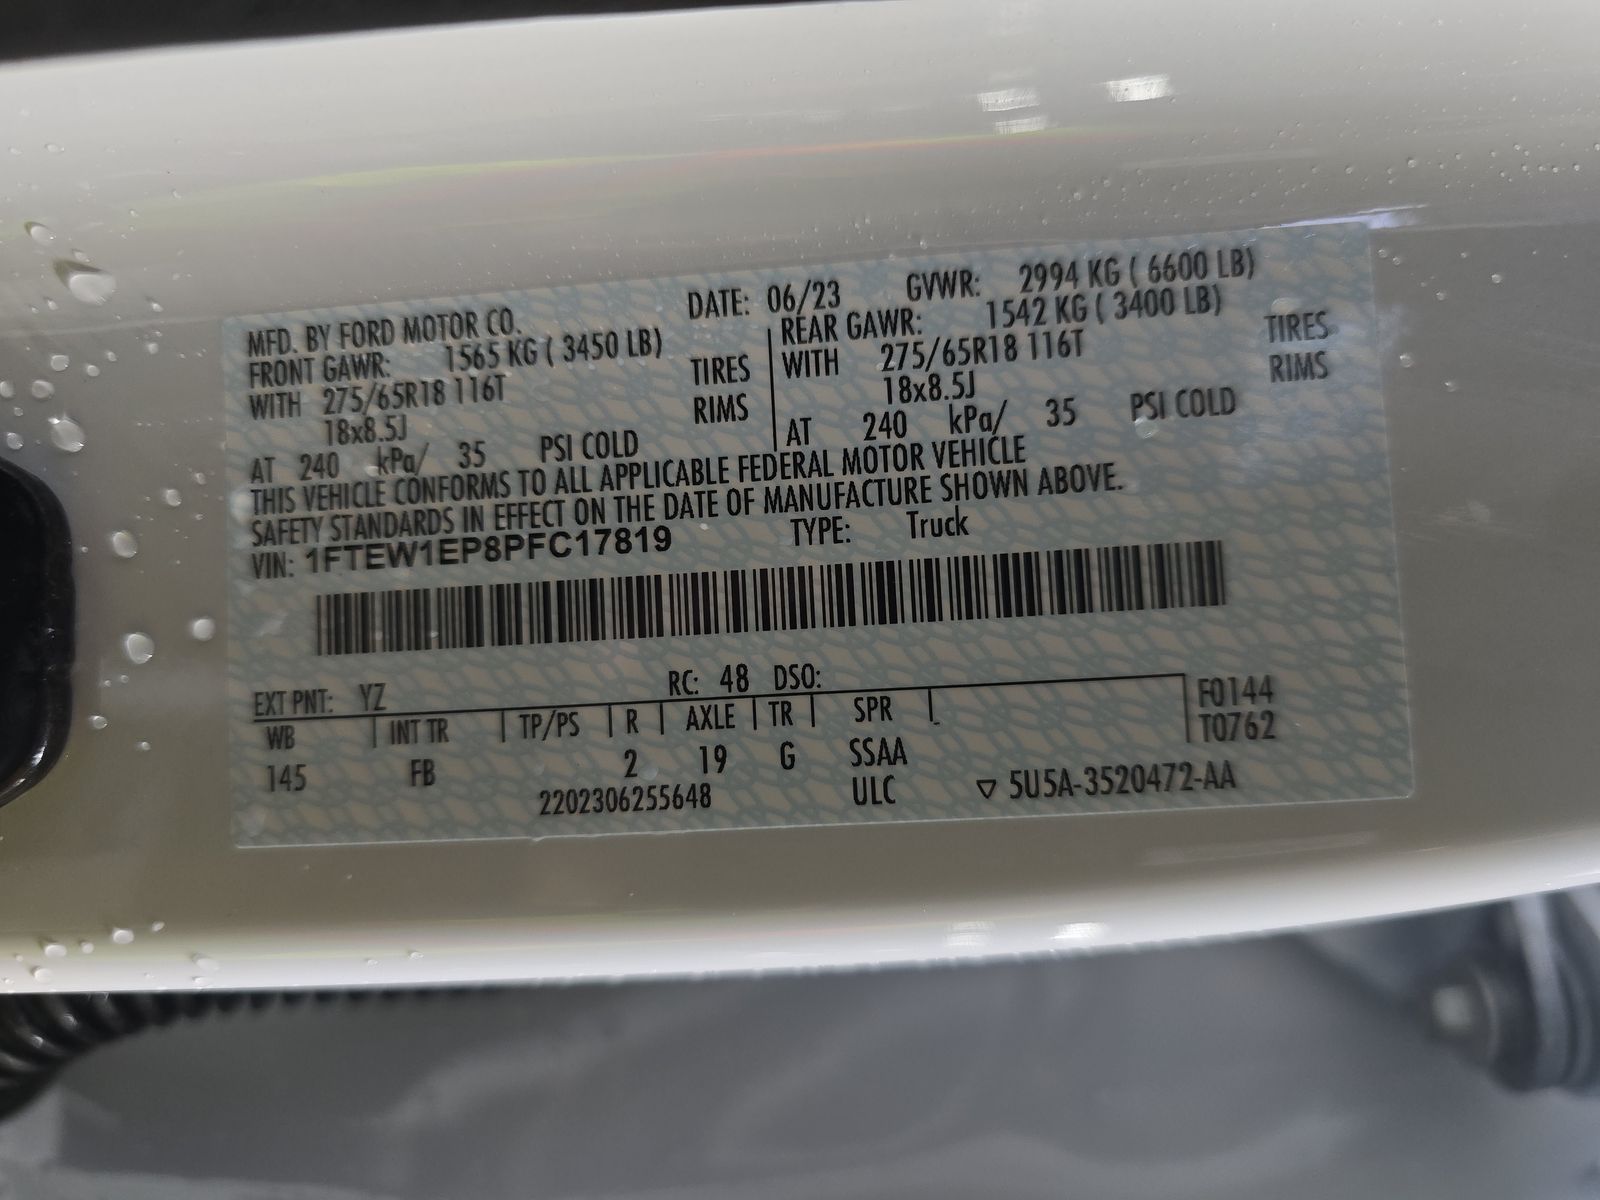 MFD. BY FORD MOTOR CO. DATE: 06/23 GVWR: 2994 KG ( 6600 LB)
FRONT GAWR: 1565 KG ( 3450 LB) REAR GAWR: 1542 KG ( 3400 LB)
WITH 275/65R18 116T TIRES WITH 275/65R18 116T TIRES
18x8.5J RIMS 18x8.5J RIMS
AT 240 kPa/ 35 PSI COLD AT 240 kPa/ 35 PSI COLD
THIS VEHICLE CONFORMS TO ALL APPLICABLE FEDERAL MOTOR VEHICLE
SAFETY STANDARDS IN EFFECT ON THE DATE OF MANUFACTURE SHOWN ABOVE.
VIN: 1FTEW1EP8PFC17819 TYPE: Truck
EXT PNT: YZ RC: 48 DSO:
WB INT TR TP/PS R AXLE TR SPR F0144
T0762
145 FB 2 19 G SSAA
2202306255648 ULC ▽ 5U5A-3520472-AA